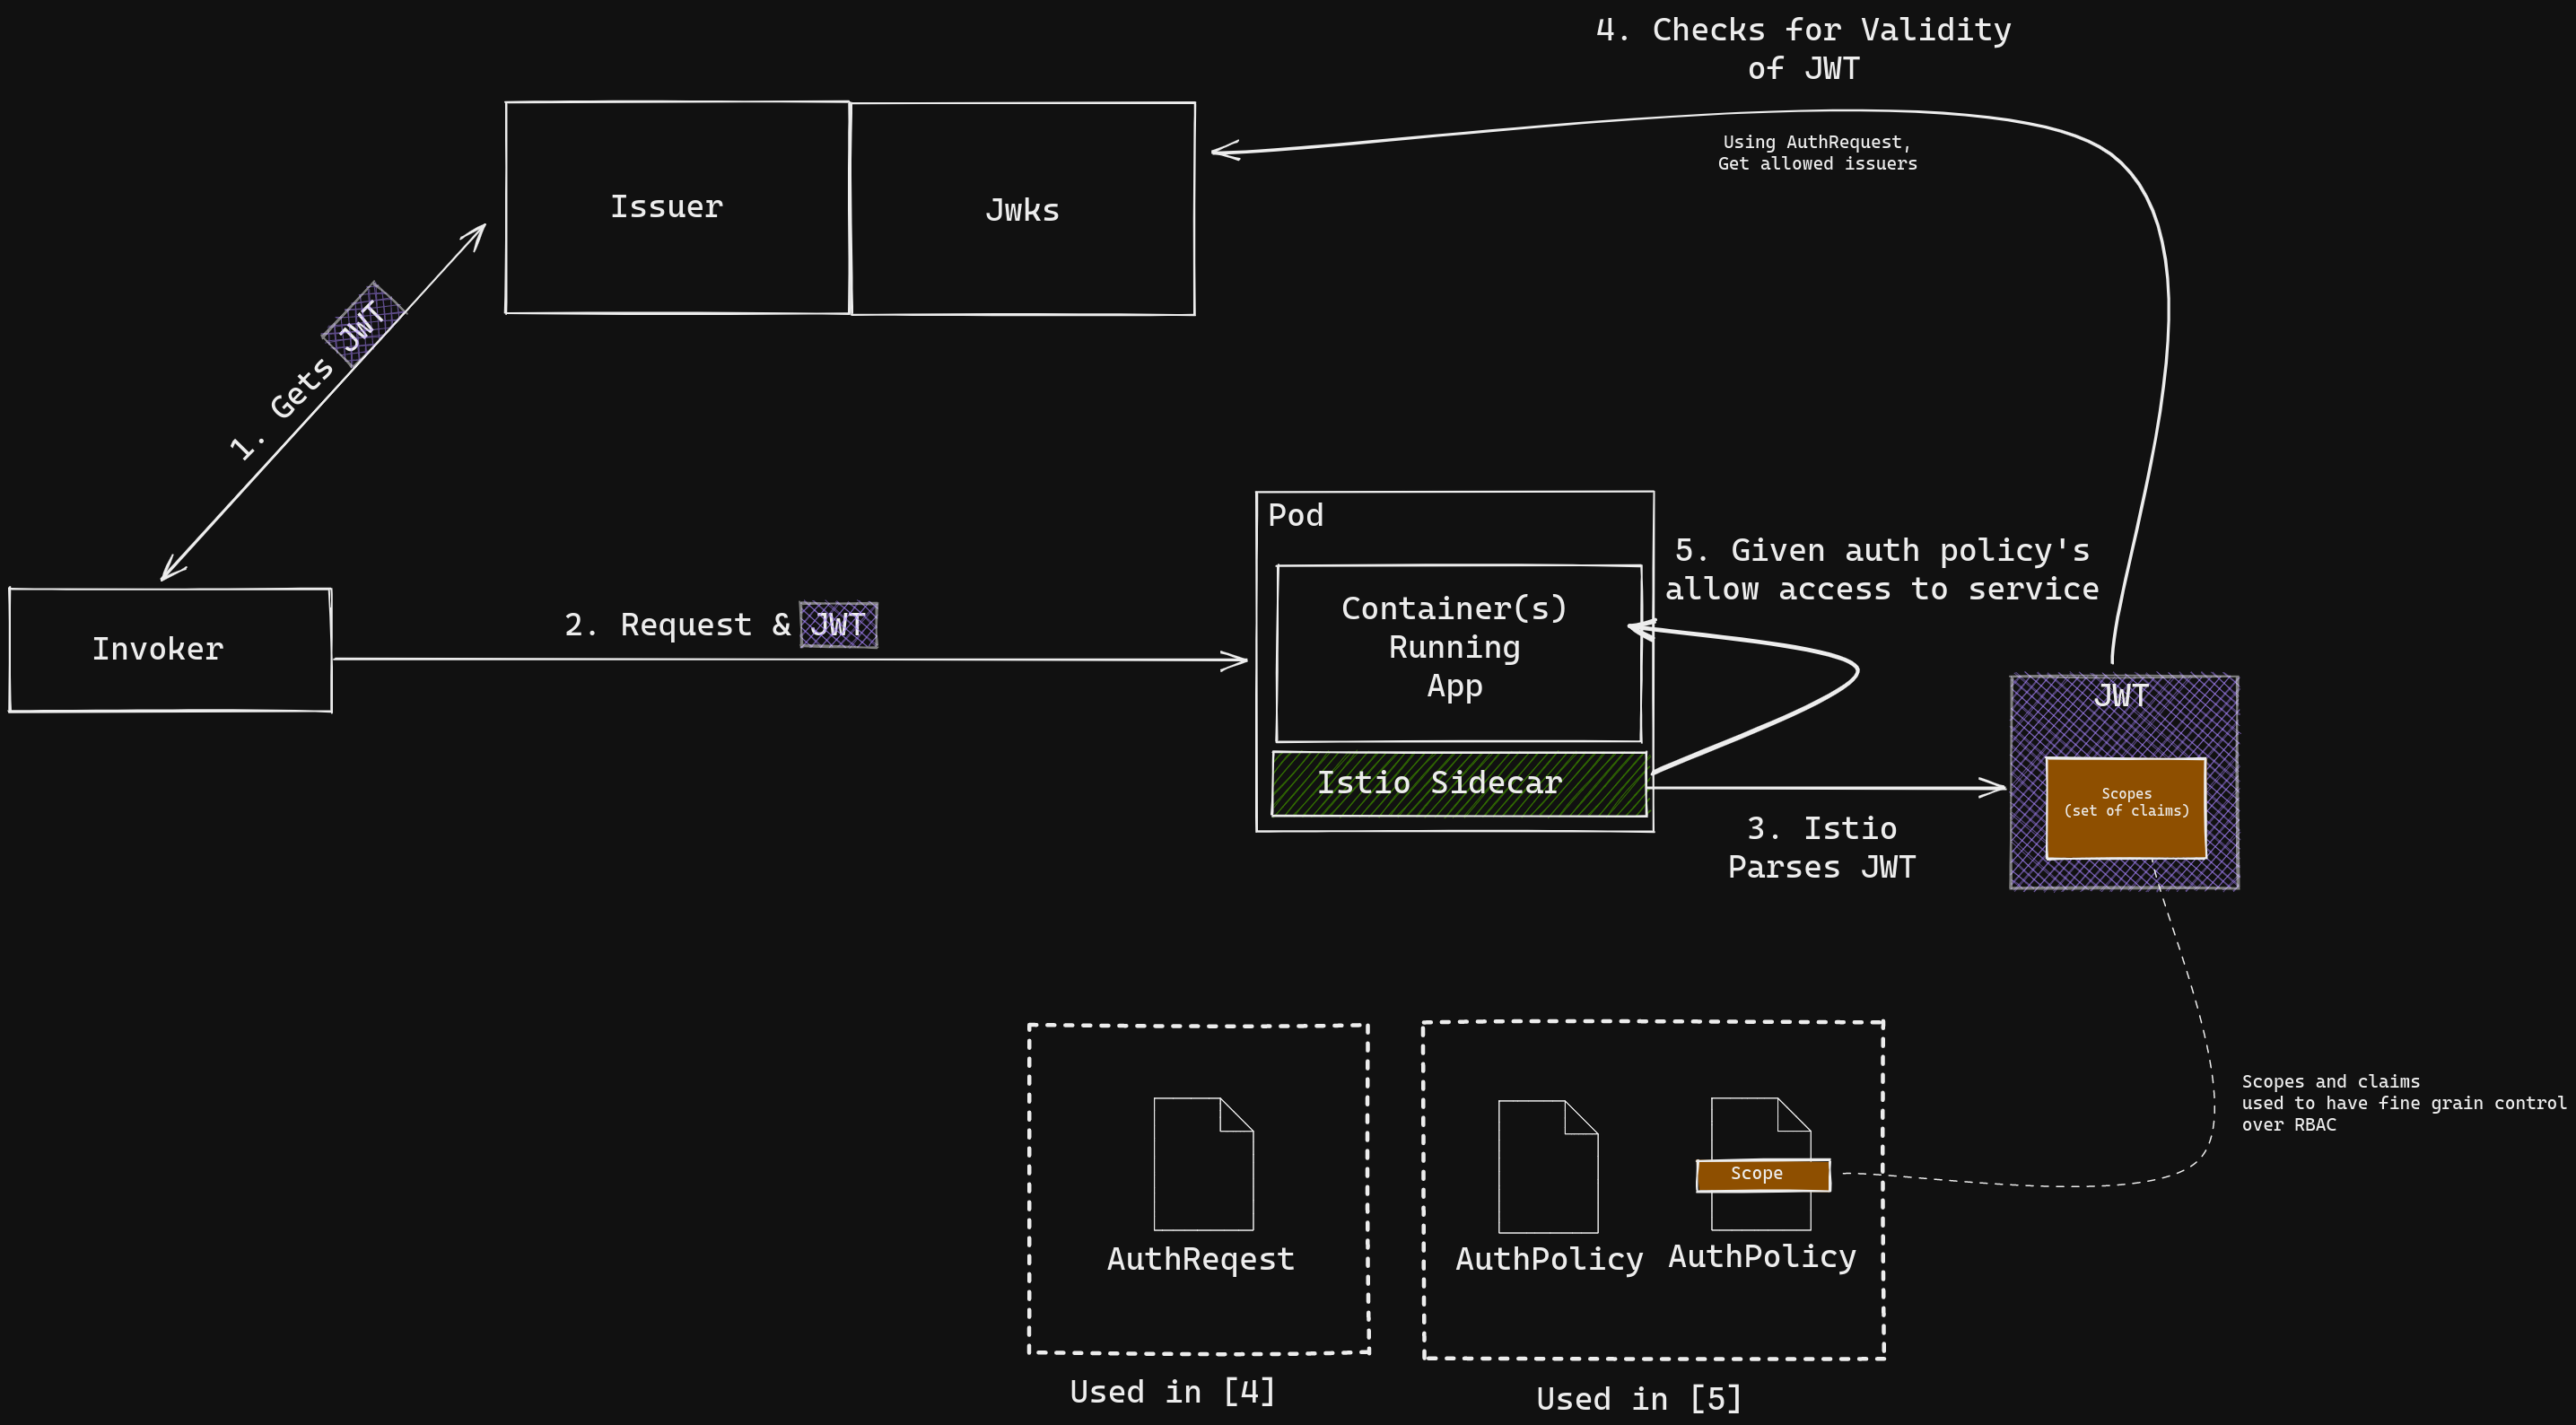 4. Checks for Validity
of JWT
Using AuthRequest,
Get allowed issuers
Issuer
Jwks
1. Gets JWT
Pod
5. Given auth policy's
allow access to service
Container(s)
Running
App
2. Request & JWT
Invoker
JWT
Istio Sidecar
Scopes
(set of claims)
3. Istio
Parses JWT
Scopes and claims
used to have fine grain control
over RBAC
Scope
AuthReqest
AuthPolicy
AuthPolicy
Used in [4]
Used in [5]